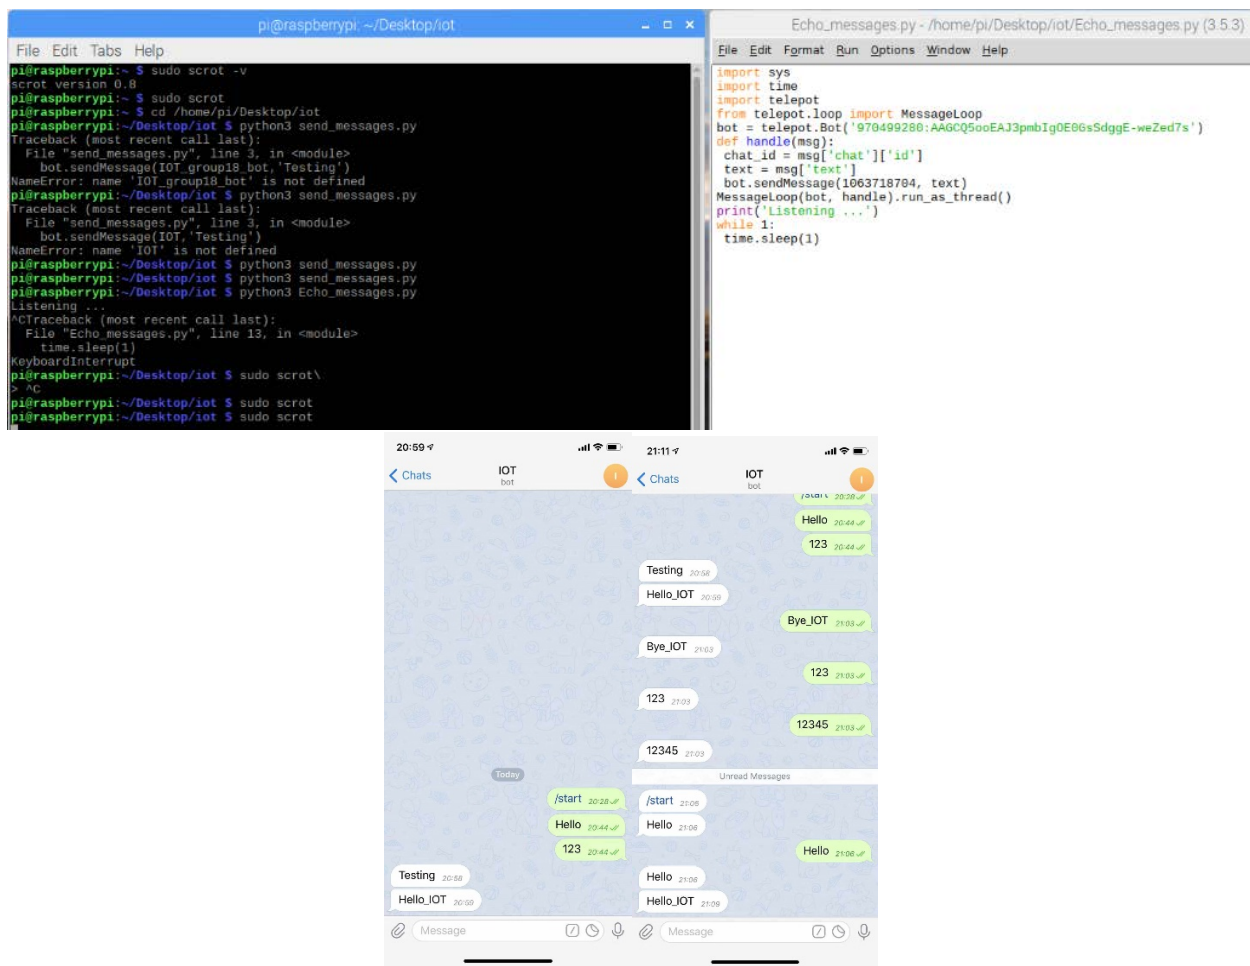 pi@raspberrypi: ~/Desktop/iot
File Edit Tabs Help
pi@raspberrypi:~ $ sudo scrot -v
scrot version 0.8
pi@raspberrypi:~ $ sudo scrot
pi@raspberrypi:~ $ cd /home/pi/Desktop/iot
pi@raspberrypi:~/Desktop/iot $ python3 send_messages.py
Traceback (most recent call last):
  File "send_messages.py", line 3, in <module>
    bot.sendMessage(IOT_group18_bot,'Testing')
NameError: name 'IOT_group18_bot' is not defined
pi@raspberrypi:~/Desktop/iot $ python3 send_messages.py
Traceback (most recent call last):
  File "send_messages.py", line 3, in <module>
    bot.sendMessage(IOT,'Testing')
NameError: name 'IOT' is not defined
pi@raspberrypi:~/Desktop/iot $ python3 send_messages.py
pi@raspberrypi:~/Desktop/iot $ python3 send_messages.py
pi@raspberrypi:~/Desktop/iot $ python3 Echo_messages.py
Listening ...
^CTraceback (most recent call last):
  File "Echo_messages.py", line 13, in <module>
    time.sleep(1)
KeyboardInterrupt
pi@raspberrypi:~/Desktop/iot $ sudo scrot\
> ^C
pi@raspberrypi:~/Desktop/iot $ sudo scrot
pi@raspberrypi:~/Desktop/iot $ sudo scrot
Echo_messages.py - /home/pi/Desktop/iot/Echo_messages.py (3.5.3)
File Edit Format Run Options Window Help
import sys
import time
import telepot
from telepot.loop import MessageLoop
bot = telepot.Bot('970499280:AAGCQ5ooEAJ3pmbIgOE0GsSdggE-weZed7s')
def handle(msg):
 chat_id = msg['chat']['id']
 text = msg['text']
 bot.sendMessage(1063718704, text)
MessageLoop(bot, handle).run_as_thread()
print('Listening ...')
while 1:
 time.sleep(1)
20:59
Chats
IOT
bot
I
Today
/start 20:28
Hello 20:44
123 20:44
Testing 20:58
Hello_IOT 20:59
Message
21:11
Chats
IOT
bot
I
/start 20:28
Hello 20:44
123 20:44
Testing 20:58
Hello_IOT 20:59
Bye_IOT 21:03
Bye_IOT 21:03
123 21:03
123 21:03
12345 21:03
12345 21:03
Unread Messages
/start 21:06
Hello 21:06
Hello 21:06
Hello 21:06
Hello_IOT 21:09
Message